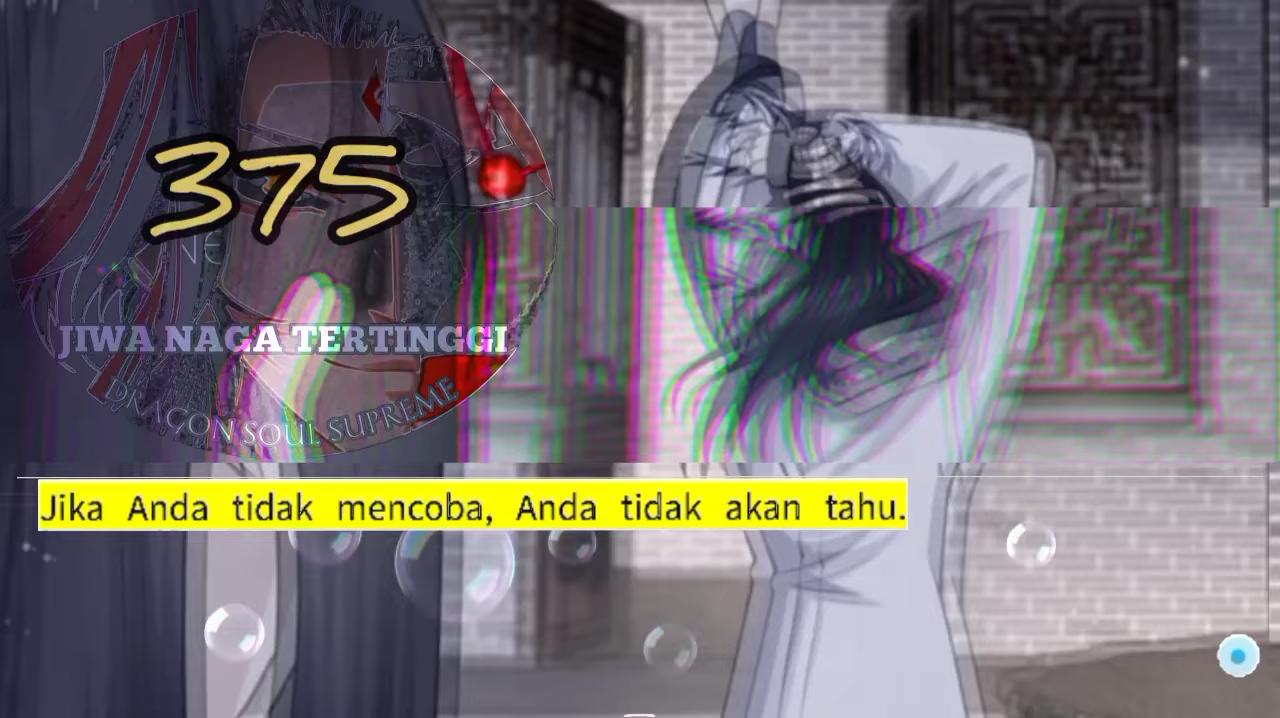 375
JIWA NAGA TERTINGGI
DRAGON SOUL SUPREME
Jika Anda tidak mencoba, Anda tidak akan tahu.